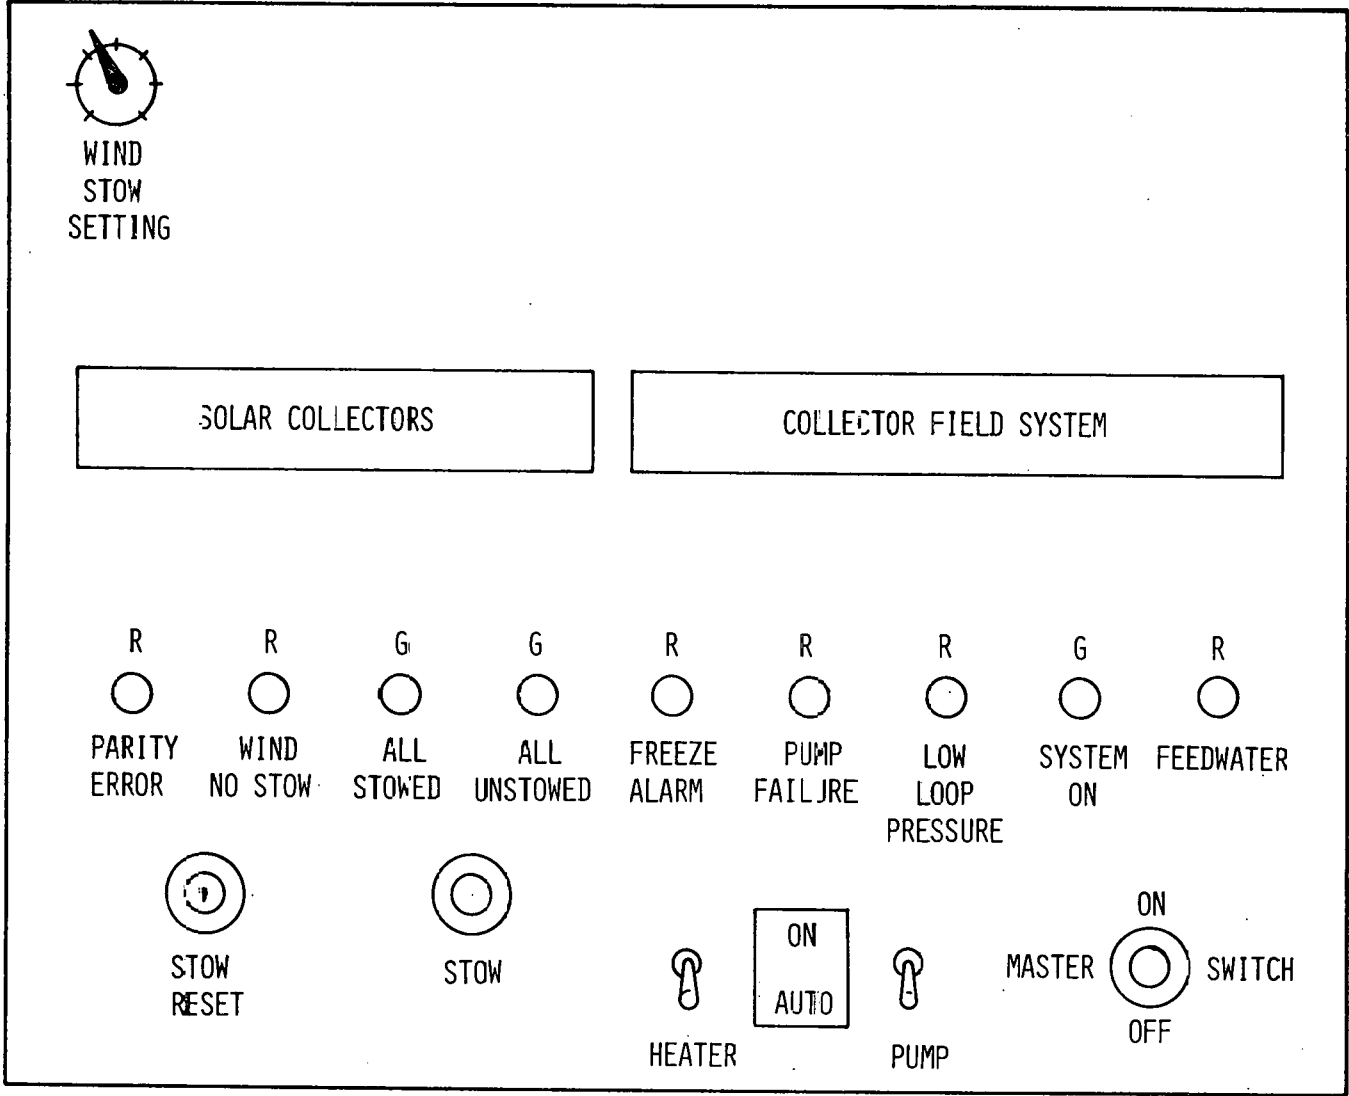 WIND
STOW
SETTING
SOLAR COLLECTORS
COLLECTOR FIELD SYSTEM
R R G G R R R G R
PARITY WIND ALL ALL FREEZE PUMP LOW SYSTEM FEEDWATER
ERROR NO STOW STOWED UNSTOWED ALARM FAILURE LOOP ON
PRESSURE
STOW
RESET
STOW
HEATER
ON
AUTO
PUMP
ON
MASTER SWITCH
OFF